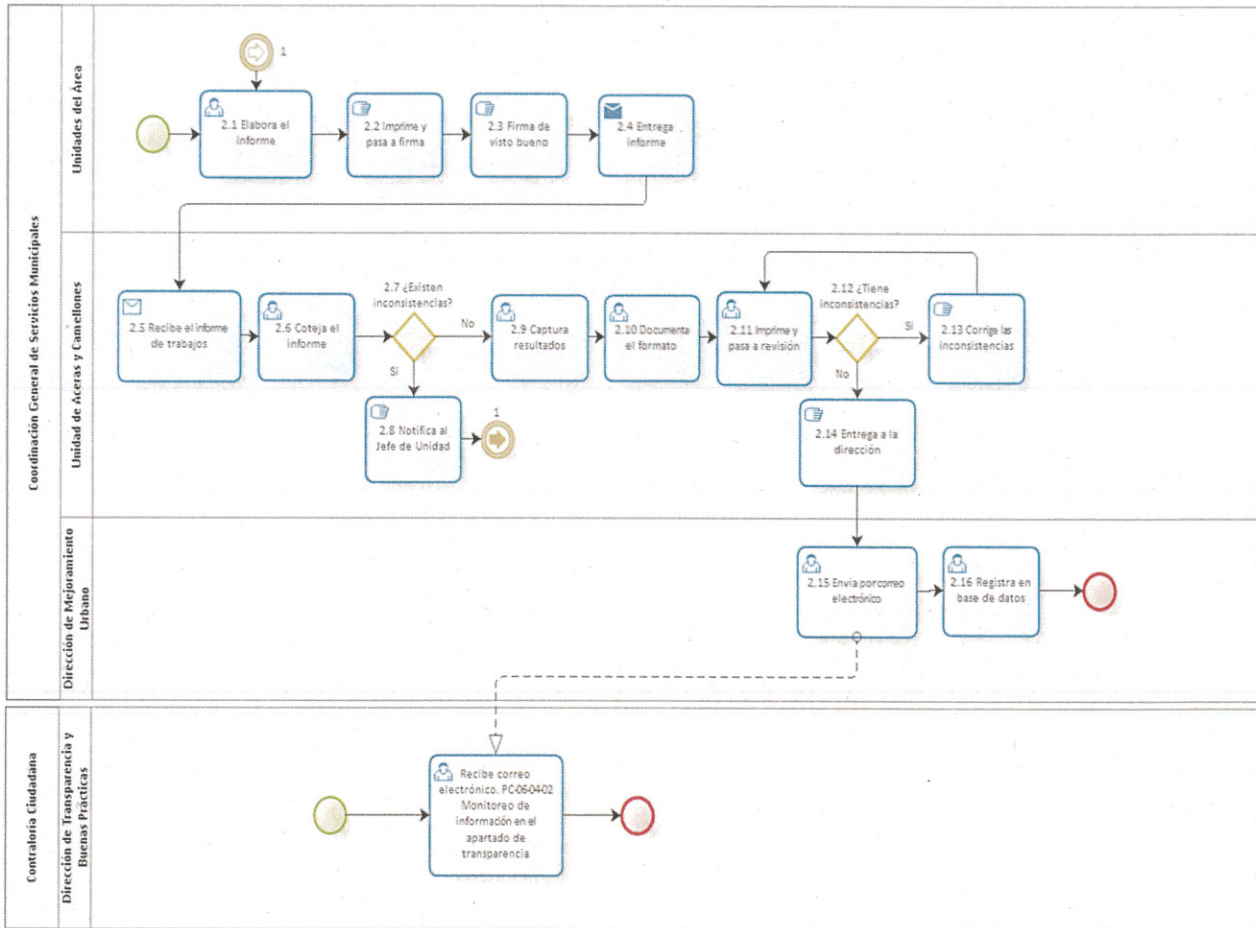 Coordinación General de Servicios Municipales
Unidades del Área
1
2.1 Elabora el
informe
2.2 Imprime y
pasa a firma
2.3 Firma de
visto bueno
2.4 Entrega
informe
Unidad de Aceras y Camellones
2.5 Recibe el informe
de trabajos
2.6 Coteja el
informe
2.7 ¿Existen
inconsistencias?
No
Si
2.8 Notifica al
Jefe de Unidad
1
2.9 Captura
resultados
2.10 Documenta
el formato
2.11 Imprime y
pasa a revisión
2.12 ¿Tiene
inconsistencias?
Si
No
2.13 Corrige las
inconsistencias
2.14 Entrega a la
dirección
Dirección de Mejoramiento
Urbano
2.15 Envia por correo
electrónico
2.16 Registra en
base de datos
Contraloría Ciudadana
Dirección de Transparencia y
Buenas Prácticas
Recibe correo
electrónico. PC-06-04-02
Monitoreo de
información en el
apartado de
transparencia